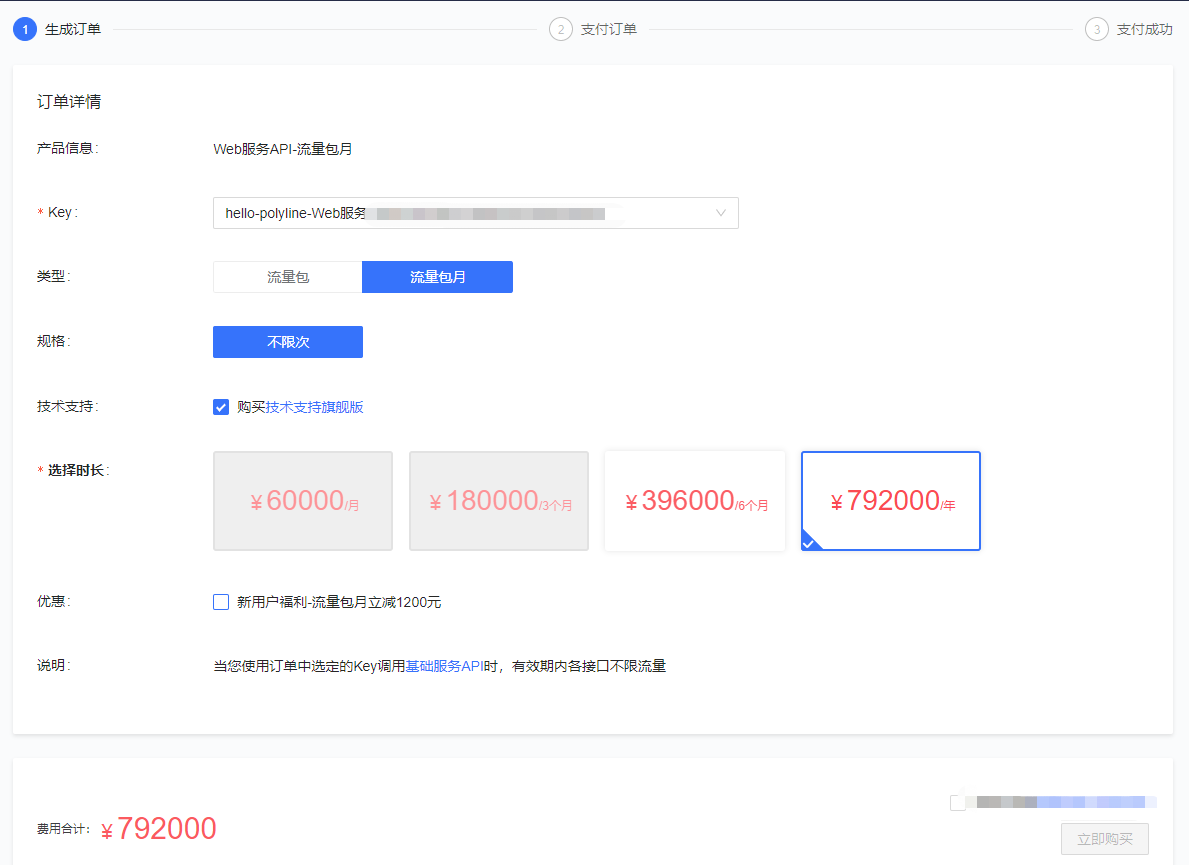 1 生成订单 2 支付订单 3 支付成功
订单详情
产品信息: Web服务API-流量包月
* Key: hello-polyline-Web服务
类型: 流量包 流量包月
规格: 不限次
技术支持: 购买技术支持旗舰版
* 选择时长: ¥60000/月 ¥180000/3个月 ¥396000/6个月 ¥792000/年
优惠: 新用户福利-流量包月立减1200元
说明: 当您使用订单中选定的Key调用基础服务API时，有效期内各接口不限流量
费用合计: ¥792000
立即购买